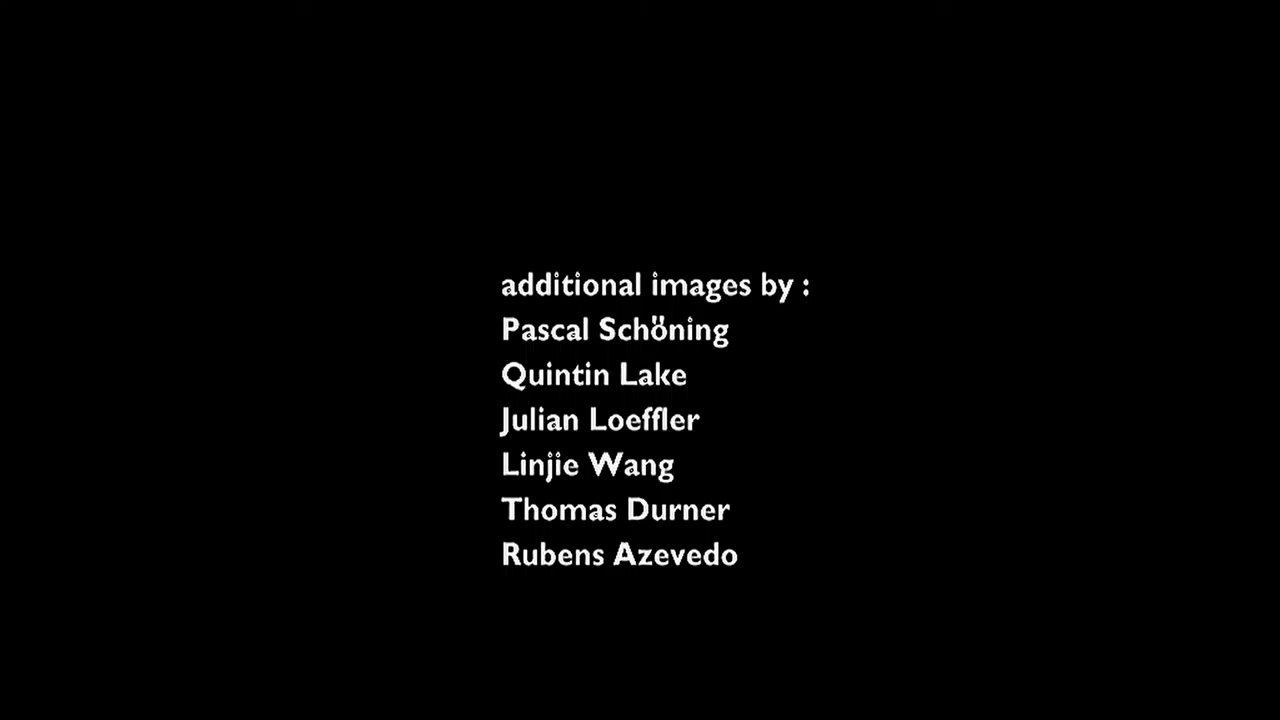 additional images by :
Pascal Schöning
Quintin Lake
Julian Loeffler
Linjie Wang
Thomas Durner
Rubens Azevedo